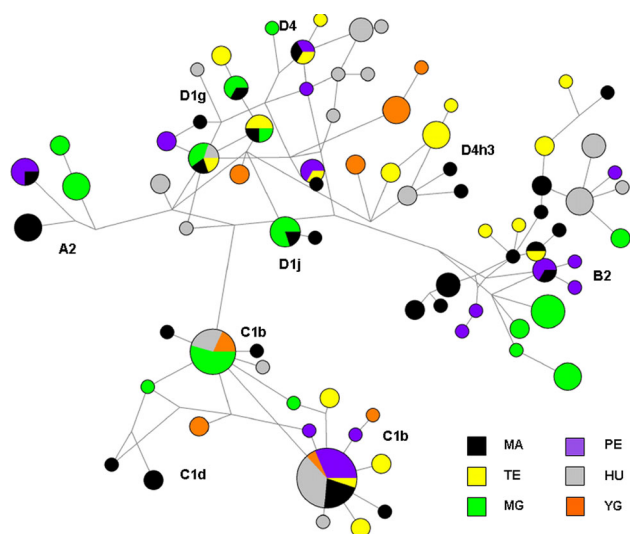 D4
D1g
D4h3
A2
D1j
B2
C1b
C1b
C1d
MA PE
TE HU
MG YG